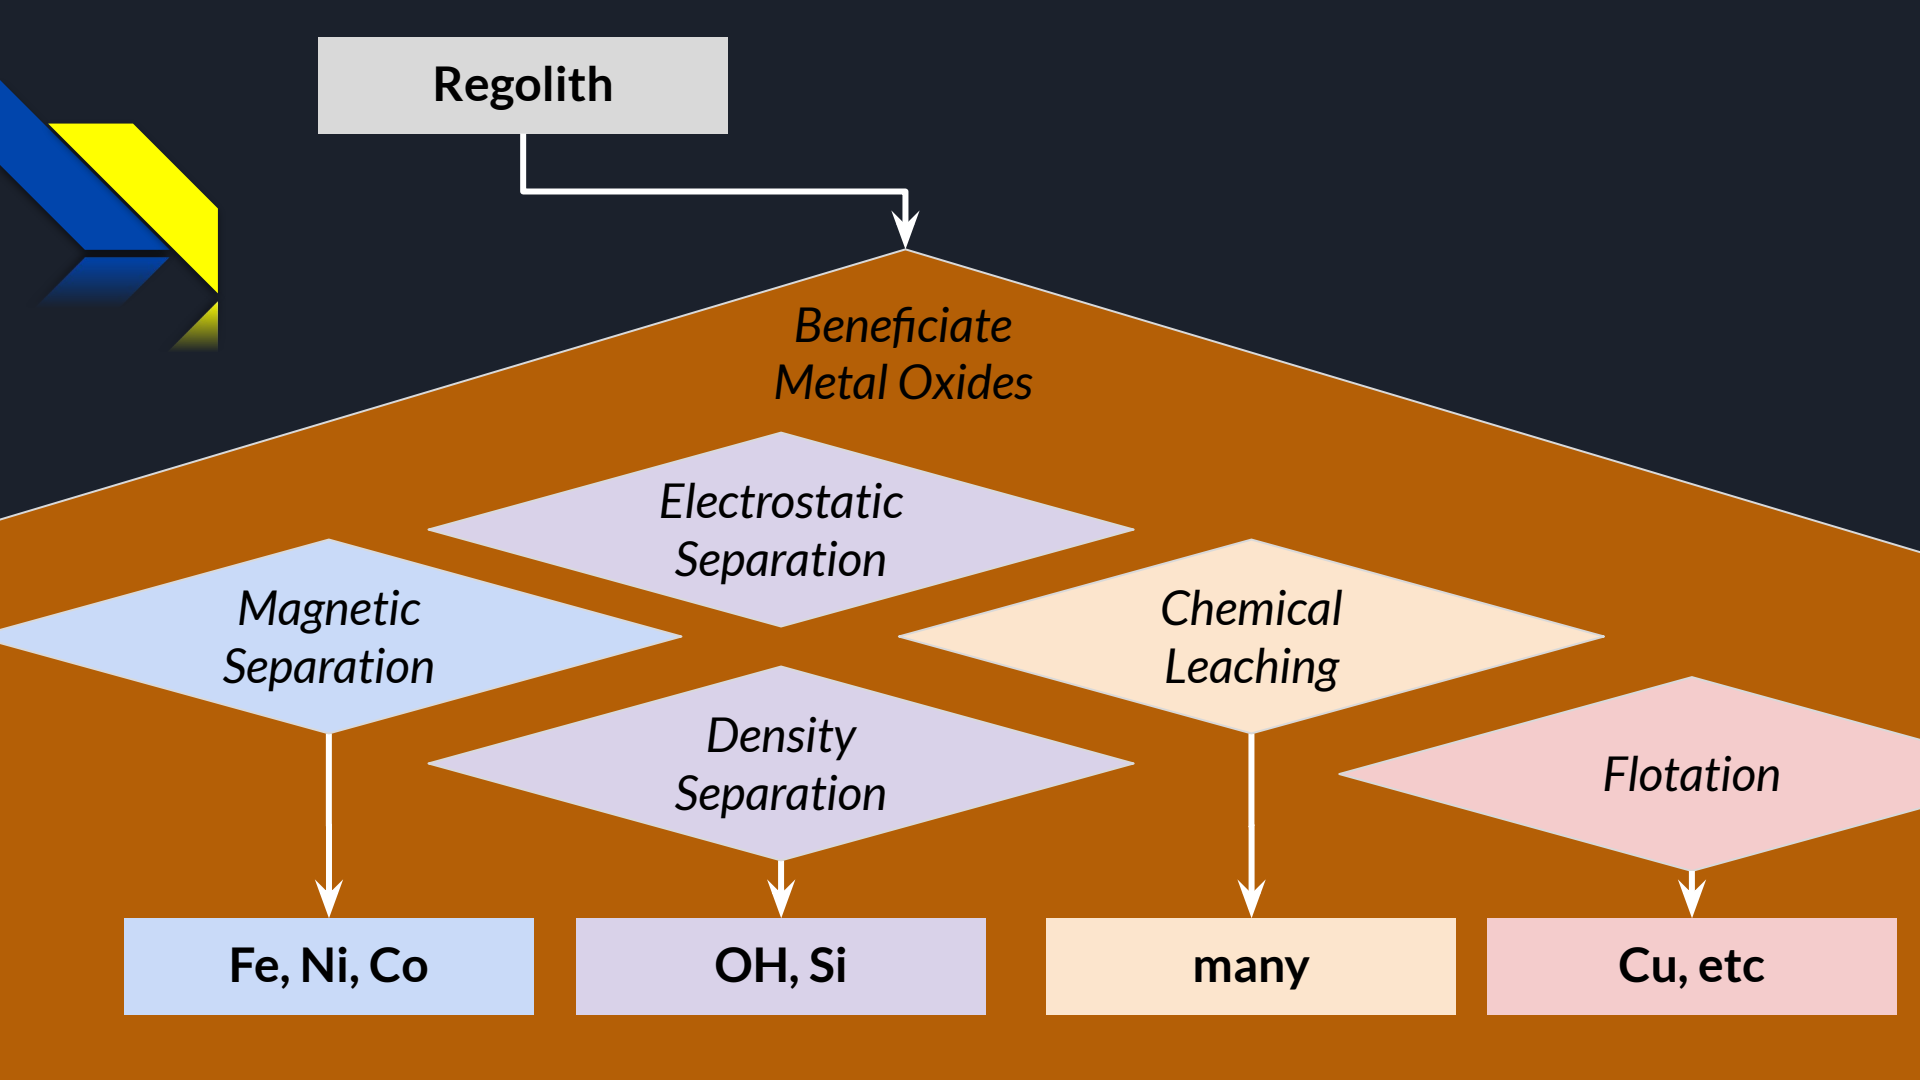 Regolith
Beneficiate
Metal Oxides
Electrostatic
Separation
Magnetic
Separation
Chemical
Leaching
Density
Separation
Flotation
Fe, Ni, Co
OH, Si
many
Cu, etc